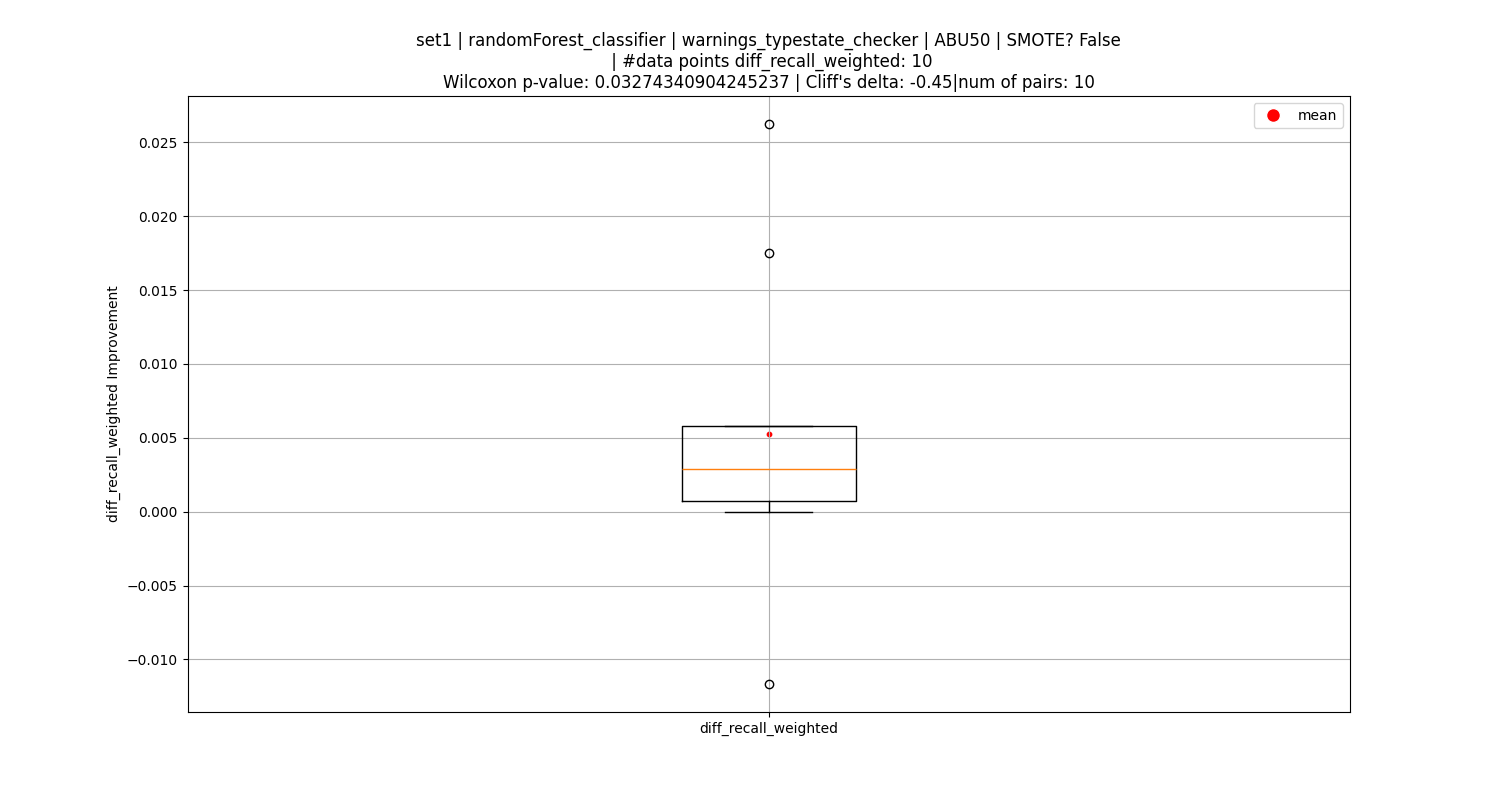 set1 | randomForest_classifier | warnings_typestate_checker | ABU50 | SMOTE? False
| #data points diff_recall_weighted: 10
Wilcoxon p-value: 0.03274340904245237 | Cliff's delta: -0.45|num of pairs: 10
mean
0.025
0.020
0.015
0.010
0.005
0.000
−0.005
−0.010
diff_recall_weighted Improvement
diff_recall_weighted